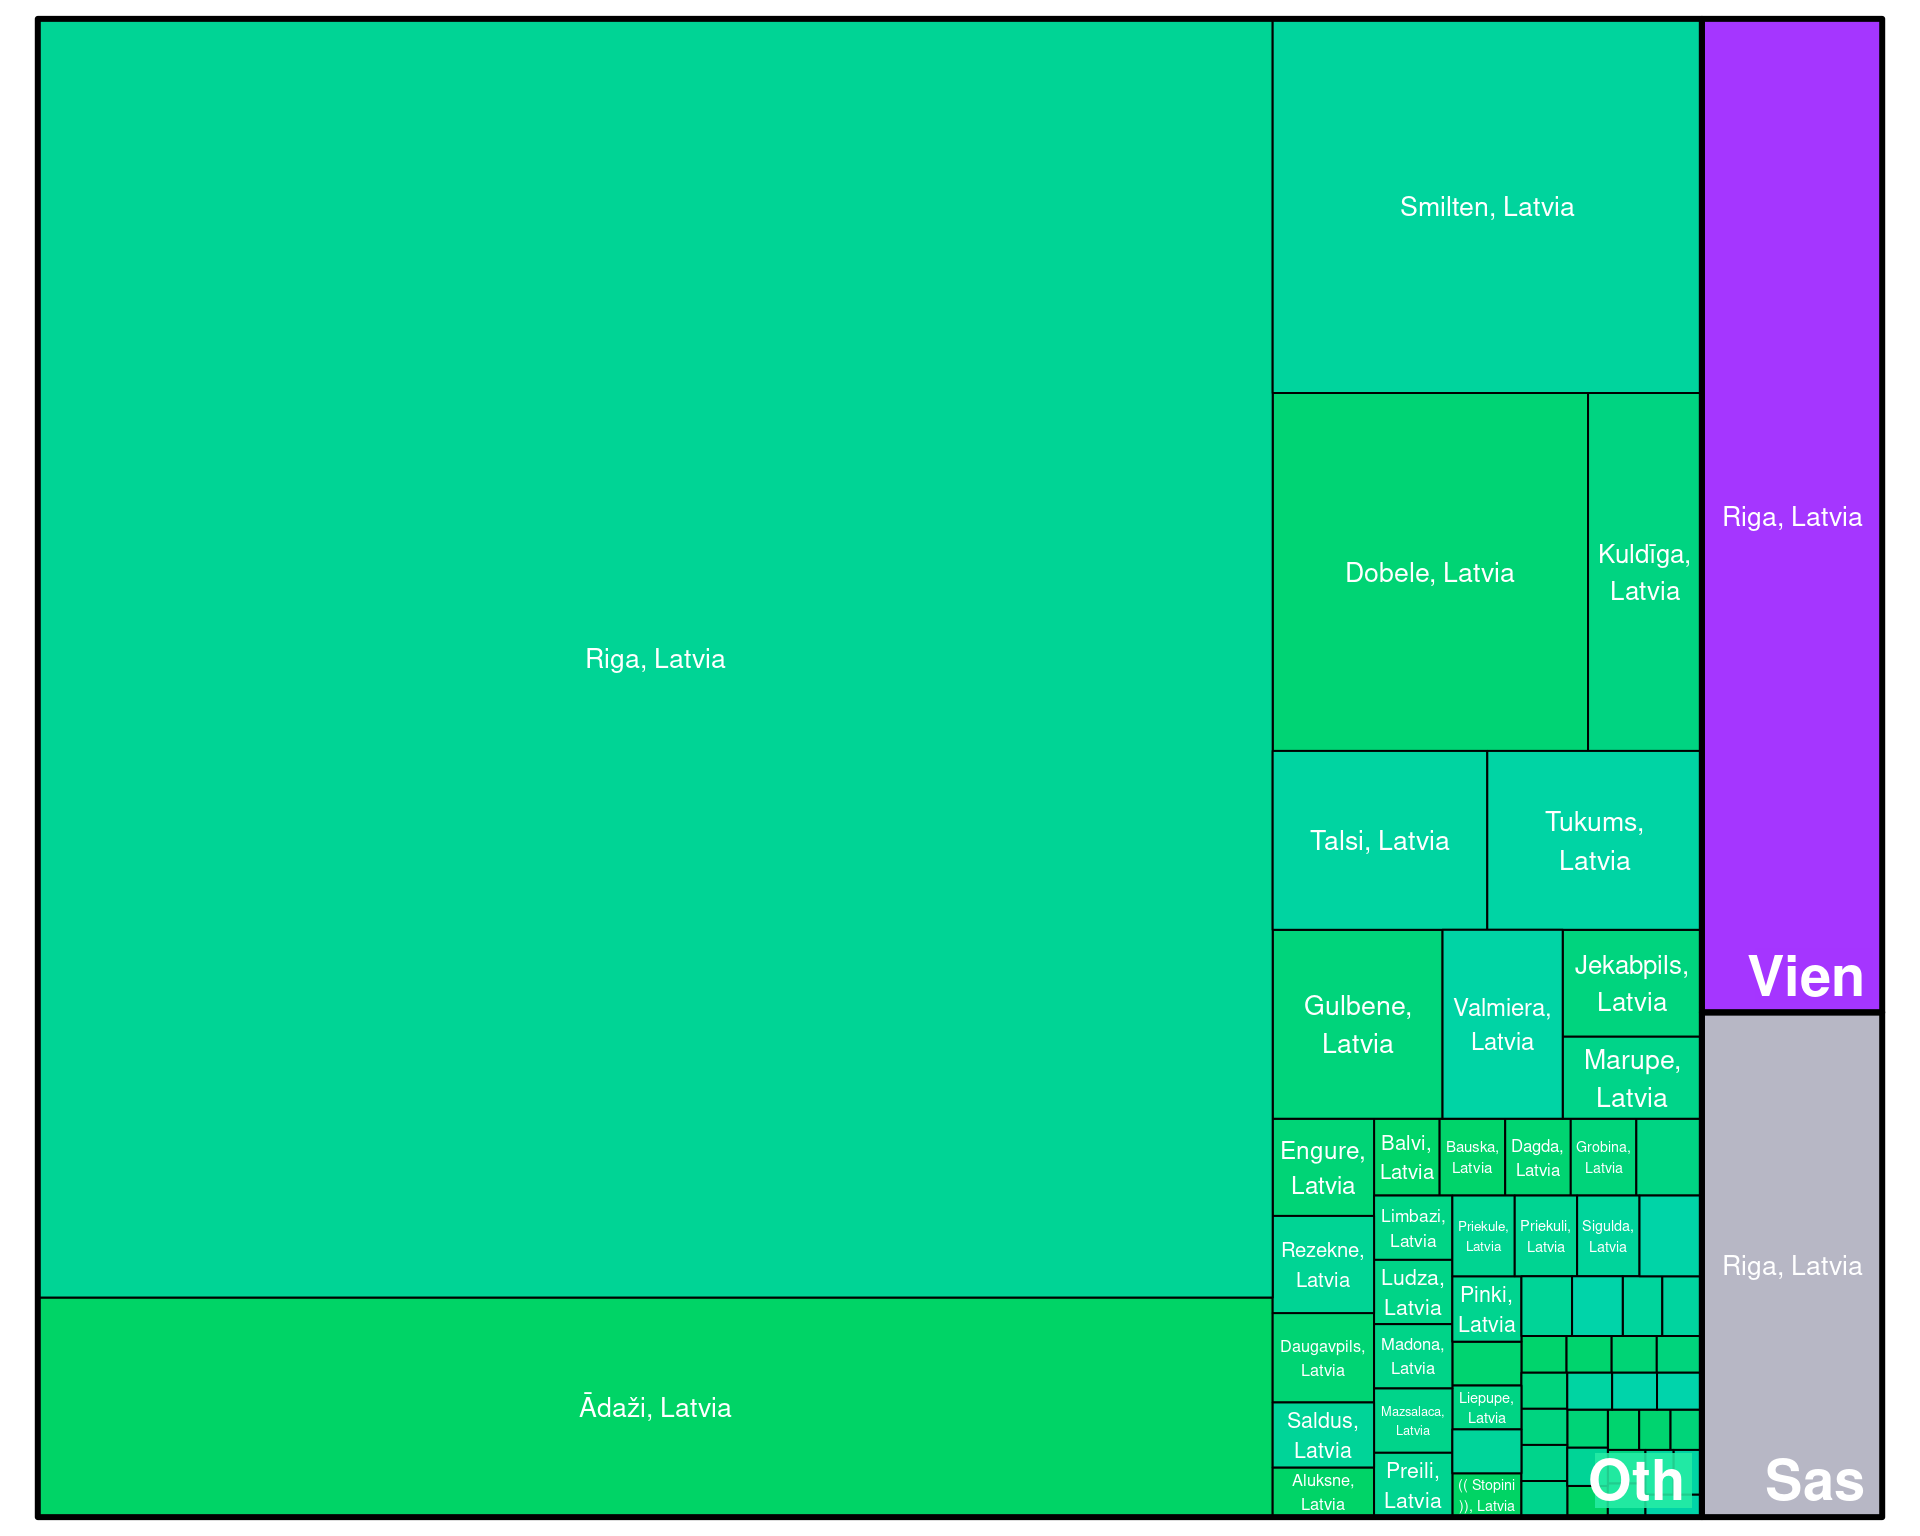 Riga, Latvia
Ādaži, Latvia
Smilten, Latvia
Dobele, Latvia
Kuldīga,
Latvia
Talsi, Latvia
Tukums,
Latvia
Gulbene,
Latvia
Valmiera,
Latvia
Jekabpils,
Latvia
Marupe,
Latvia
Engure,
Latvia
Rezekne,
Latvia
Daugavpils,
Latvia
Saldus,
Latvia
Aluksne,
Latvia
Balvi,
Latvia
Bauska,
Latvia
Dagda,
Latvia
Grobina,
Latvia
Limbazi,
Latvia
Ludza,
Latvia
Madona,
Latvia
Mazsalaca,
Latvia
Preili,
Latvia
Priekule,
Latvia
Priekuli,
Latvia
Sigulda,
Latvia
Pinki,
Latvia
Liepupe,
Latvia
(( Stopini
)), Latvia
Oth
Riga, Latvia
Vien
Riga, Latvia
Sas